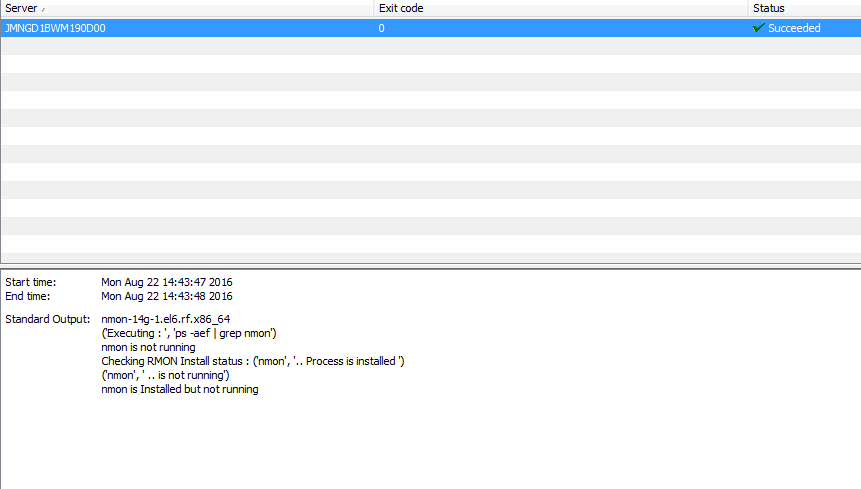 Server Exit code Status
JMNGD1BWM190D00 0 Succeeded
Start time: Mon Aug 22 14:43:47 2016
End time: Mon Aug 22 14:43:48 2016
Standard Output: nmon-14g-1.el6.rf.x86_64
('Executing : ', 'ps -aef | grep nmon')
nmon is not running
Checking RMON Install status : ('nmon', '.. Process is installed ')
('nmon', ' .. is not running')
nmon is Installed but not running